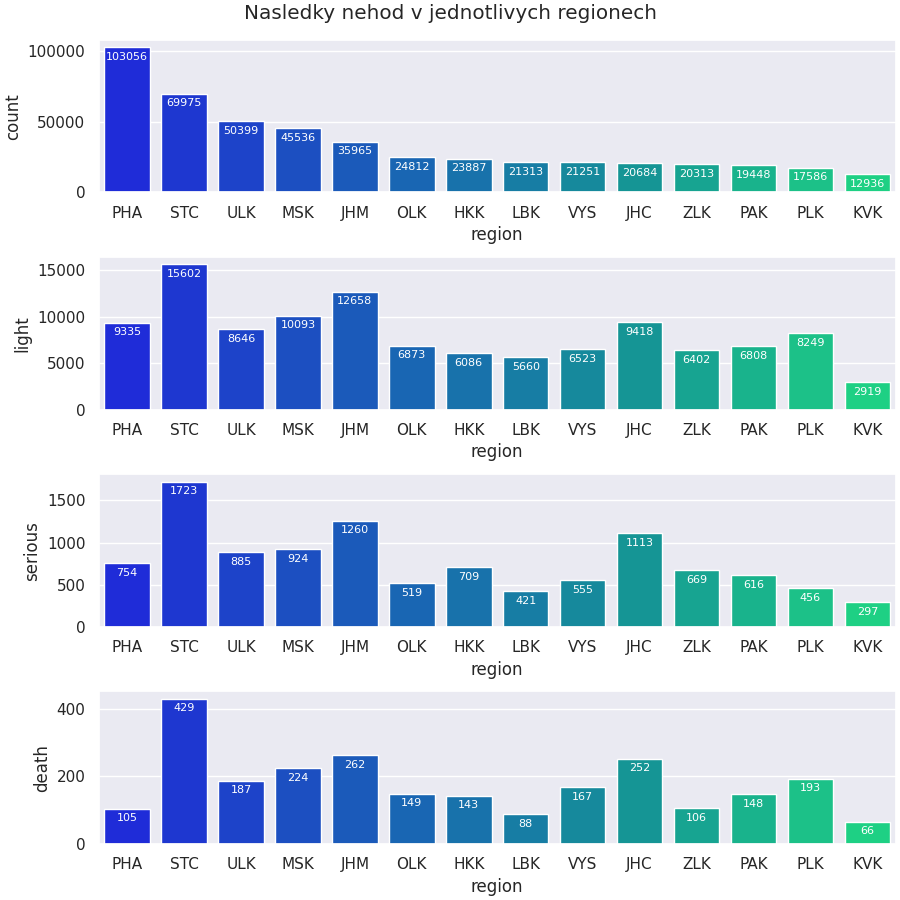 Nasledky nehod v jednotlivych regionech
count
100000
50000
0
103056 69975 50399 45536 35965 24812 23887 21313 21251 20684 20313 19448 17586 12936
PHA STC ULK MSK JHM OLK HKK LBK VYS JHC ZLK PAK PLK KVK
region
light
15000
10000
5000
0
9335 15602 8646 10093 12658 6873 6086 5660 6523 9418 6402 6808 8249 2919
PHA STC ULK MSK JHM OLK HKK LBK VYS JHC ZLK PAK PLK KVK
region
serious
1500
1000
500
0
754 1723 885 924 1260 519 709 421 555 1113 669 616 456 297
PHA STC ULK MSK JHM OLK HKK LBK VYS JHC ZLK PAK PLK KVK
region
death
400
200
0
105 429 187 224 262 149 143 88 167 252 106 148 193 66
PHA STC ULK MSK JHM OLK HKK LBK VYS JHC ZLK PAK PLK KVK
region